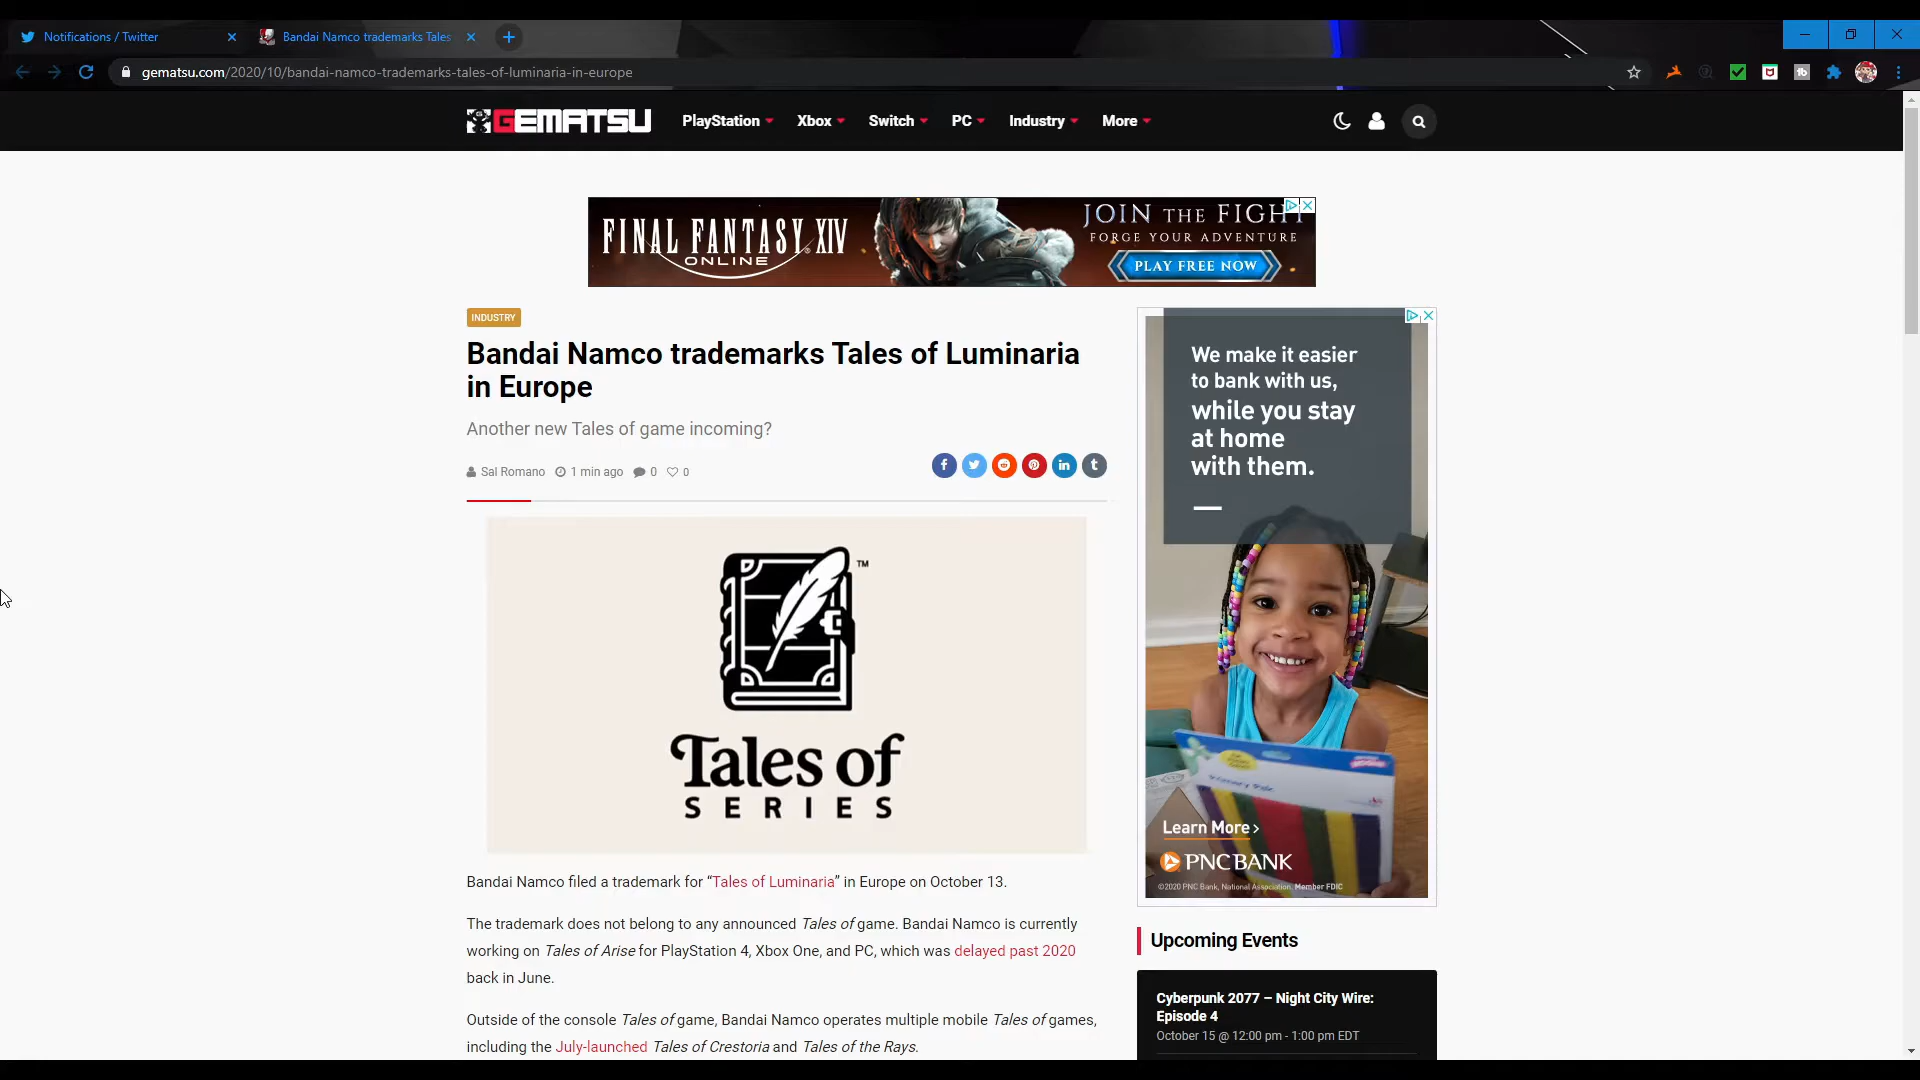 Notifications / Twitter
Bandai Namco trademarks Tales
gematsu.com/2020/10/bandai-namco-trademarks-tales-of-luminaria-in-europe
GEMATSU
PlayStation
Xbox
Switch
PC
Industry
More
FINAL FANTASY XIV
ONLINE
JOIN THE FIGHT
FORGE YOUR ADVENTURE
PLAY FREE NOW
INDUSTRY
Bandai Namco trademarks Tales of Luminaria
in Europe
Another new Tales of game incoming?
Sal Romano 1 min ago 0 0
TM
Tales of
SERIES
Bandai Namco filed a trademark for “Tales of Luminaria” in Europe on October 13.
The trademark does not belong to any announced Tales of game. Bandai Namco is currently
working on Tales of Arise for PlayStation 4, Xbox One, and PC, which was delayed past 2020
back in June.
Outside of the console Tales of game, Bandai Namco operates multiple mobile Tales of games,
including the July-launched Tales of Crestoria and Tales of the Rays.
We make it easier
to bank with us,
while you stay
at home
with them.
Learn More >
PNC BANK
©2020 PNC Bank, National Association. Member FDIC
Upcoming Events
Cyberpunk 2077 – Night City Wire:
Episode 4
October 15 @ 12:00 pm - 1:00 pm EDT